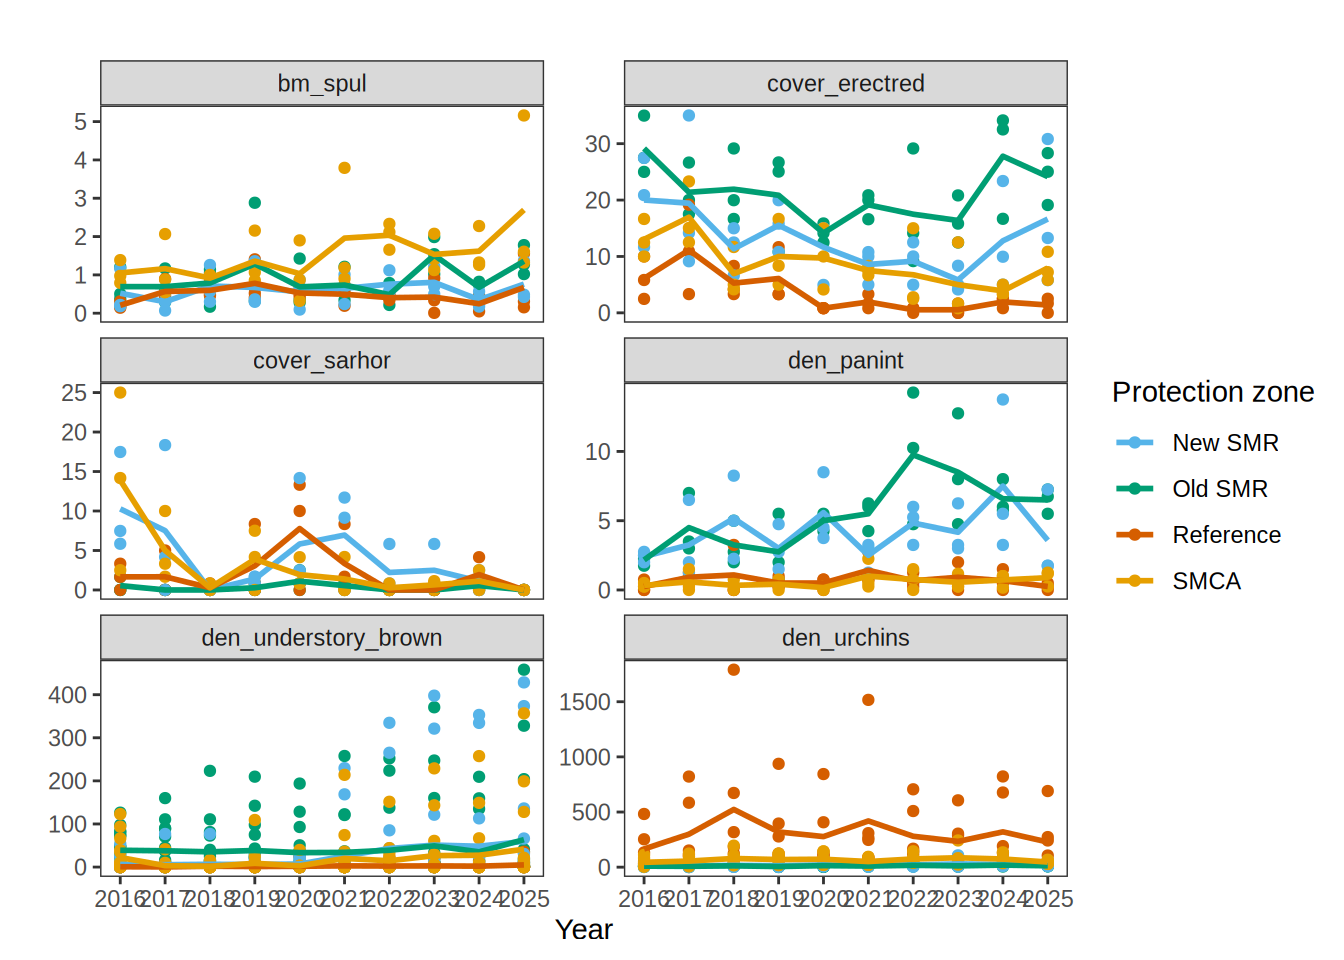 bm_spul
cover_erectred
5
4
3
2
1
0
30
20
10
0
cover_sarhor
den_panint
25
20
15
10
5
0
10
5
0
Protection zone
New SMR
Old SMR
Reference
SMCA
den_understory_brown
den_urchins
400
300
200
100
0
1500
1000
500
0
2016 2017 2018 2019 2020 2021 2022 2023 2024 2025
2016 2017 2018 2019 2020 2021 2022 2023 2024 2025
Year